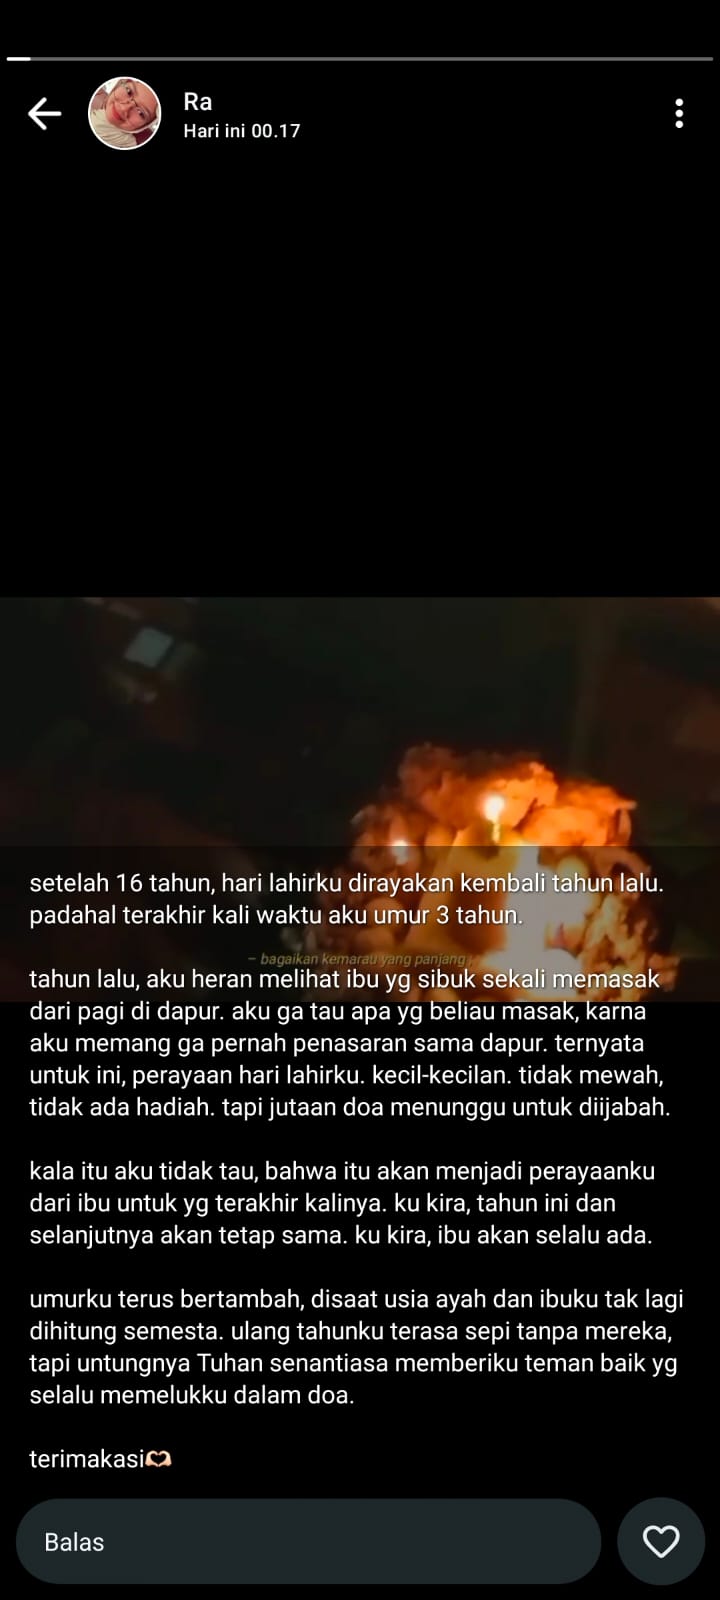 Ra
Hari ini 00.17
setelah 16 tahun, hari lahirku dirayakan kembali tahun lalu.
padahal terakhir kali waktu aku umur 3 tahun.
– bagaikan kemarau yang panjang
tahun lalu, aku heran melihat ibu yg sibuk sekali memasak
dari pagi di dapur. aku ga tau apa yg beliau masak, karna
aku memang ga pernah penasaran sama dapur. ternyata
untuk ini, perayaan hari lahirku. kecil-kecilan. tidak mewah,
tidak ada hadiah. tapi jutaan doa menunggu untuk diijabah.
kala itu aku tidak tau, bahwa itu akan menjadi perayaanku
dari ibu untuk yg terakhir kalinya. ku kira, tahun ini dan
selanjutnya akan tetap sama. ku kira, ibu akan selalu ada.
umurku terus bertambah, disaat usia ayah dan ibuku tak lagi
dihitung semesta. ulang tahunku terasa sepi tanpa mereka,
tapi untungnya Tuhan senantiasa memberiku teman baik yg
selalu memelukku dalam doa.
terimakasi🫶🏻
Balas